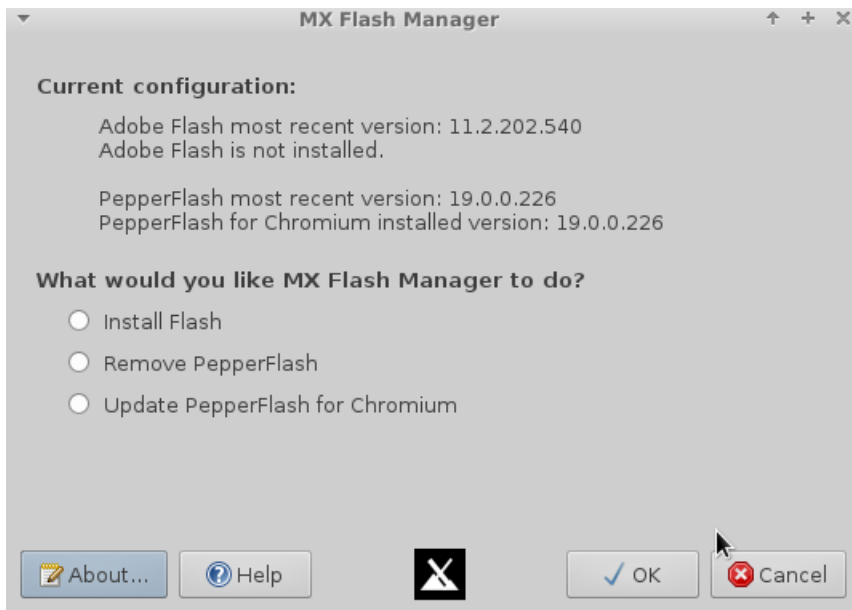 MX Flash Manager
Current configuration:
Adobe Flash most recent version: 11.2.202.540
Adobe Flash is not installed.
PepperFlash most recent version: 19.0.0.226
PepperFlash for Chromium installed version: 19.0.0.226
What would you like MX Flash Manager to do?
Install Flash
Remove PepperFlash
Update PepperFlash for Chromium
About...
Help
OK
Cancel